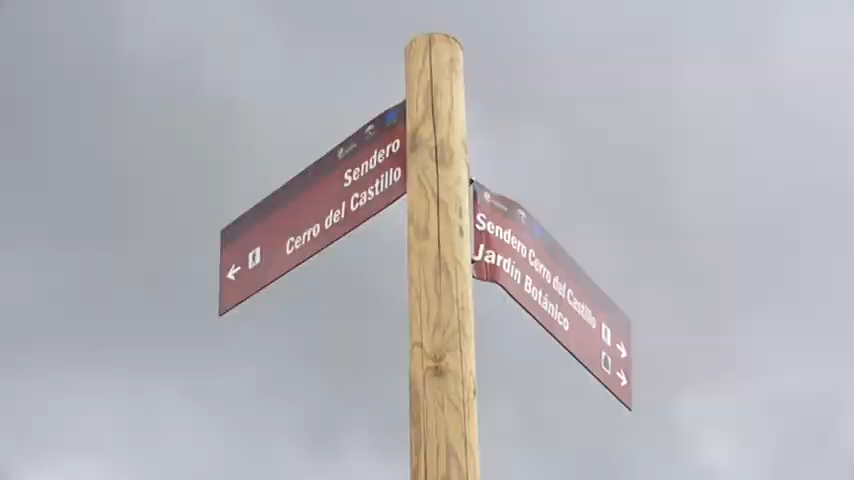 Sendero
Cerro del Castillo
Sendero Cerro del Castillo
Jardín Botánico